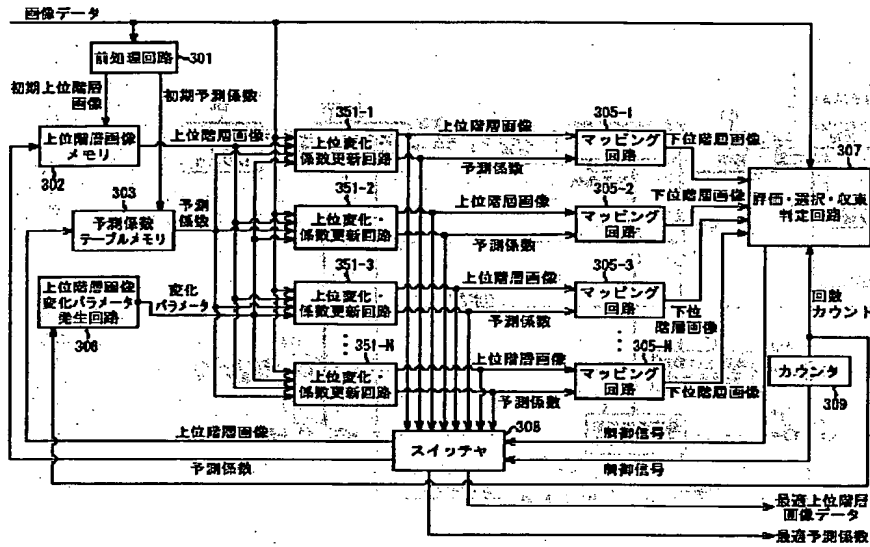 画像データ
前処理回路
301
初期上位階層
画像
初期予測係数
上位階層画像
メモリ
302
上位階層画像
303
予測係数
テーブルメモリ
予測
係数
上位階層画像
変化パラメータ
発生回路
306
変化
パラメータ
351-1
上位変化・
係数更新回路
上位階層画像
予測係数
305-1
マッピング
回路
下位階層画像
351-2
上位変化・
係数更新回路
上位階層画像
予測係数
305-2
マッピング
回路
下位階層画像
351-3
上位変化・
係数更新回路
上位階層画像
予測係数
305-3
マッピング
回路
下位
階層画像
351-N
上位変化・
係数更新回路
上位階層画像
予測係数
305-N
マッピング
回路
下位階層画像
307
評価・選択・収束
判定回路
回数
カウント
カウンタ
309
上位階層画像
予測係数
308
スイッチャ
制御信号
制御信号
最適上位階層
画像データ
最適予測係数